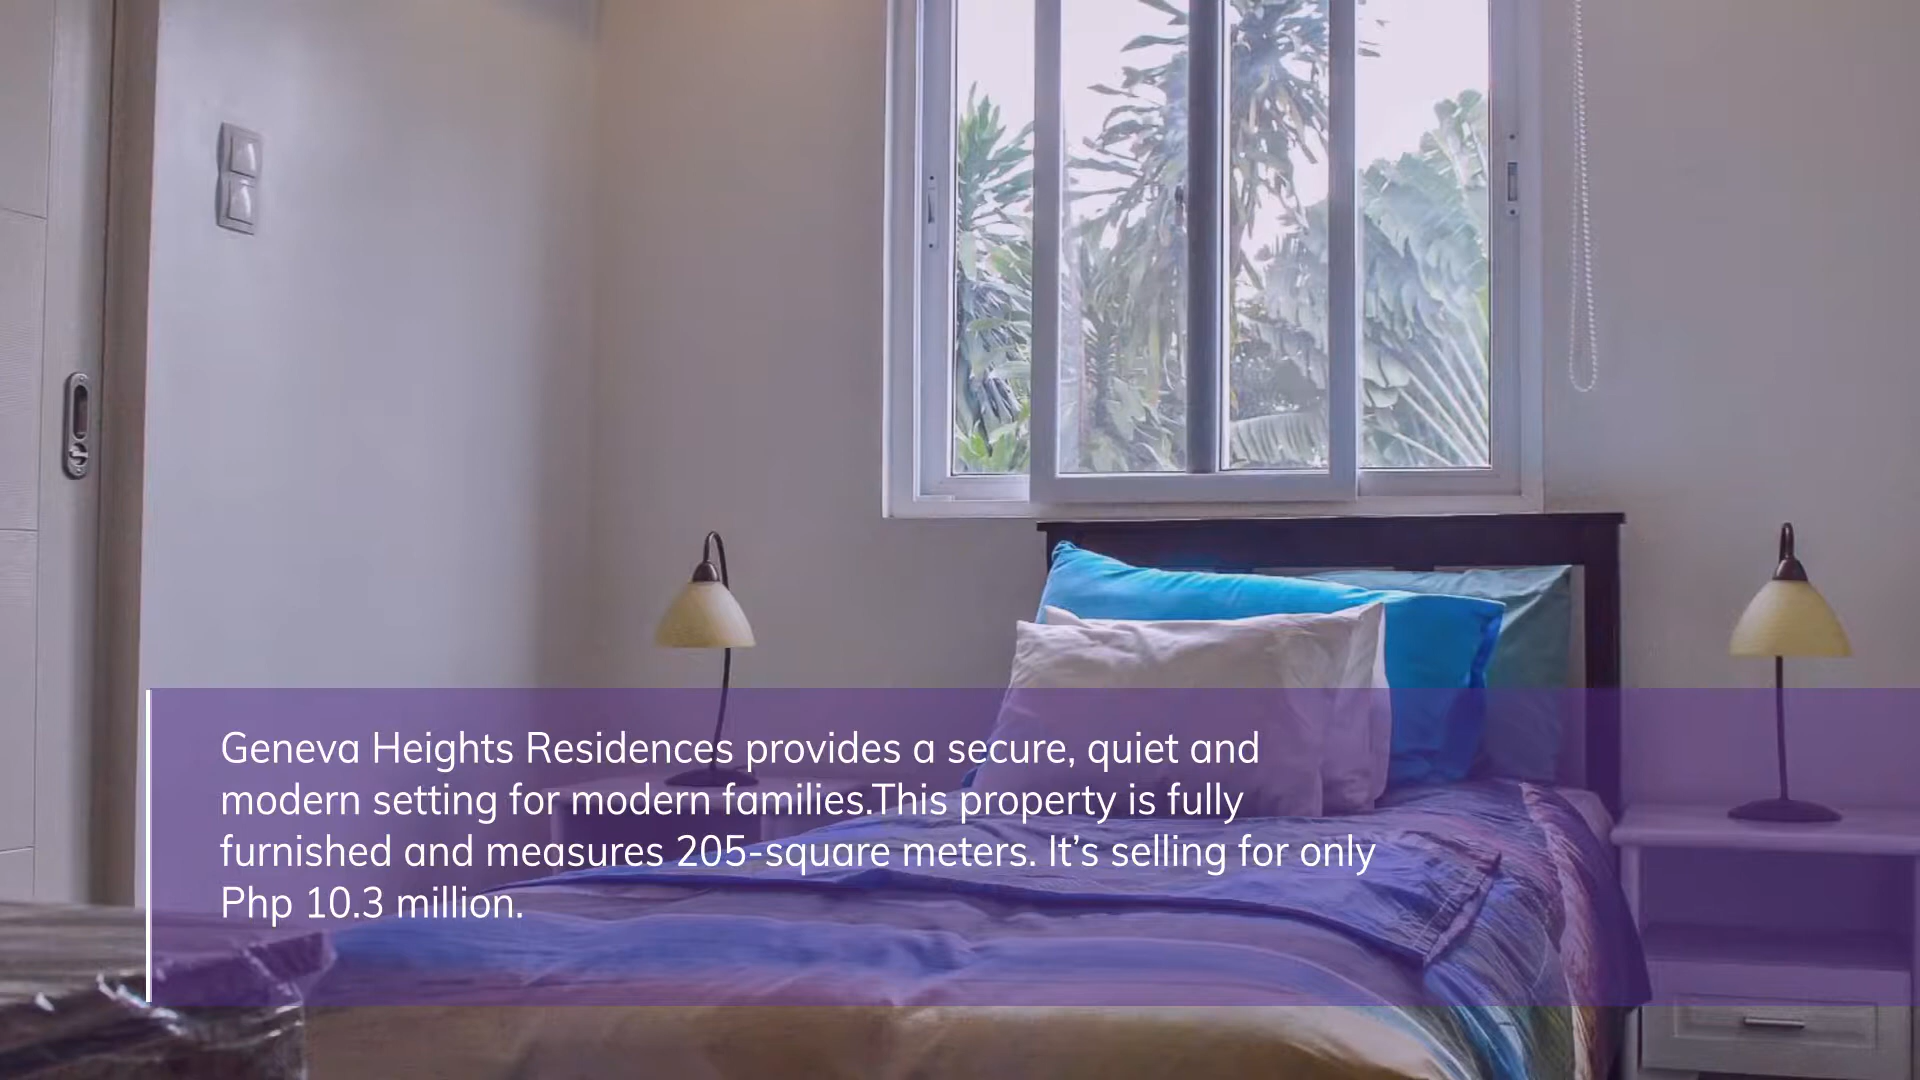 Geneva Heights Residences provides a secure, quiet and
modern setting for modern families.This property is fully
furnished and measures 205-square meters. It’s selling for only
Php 10.3 million.